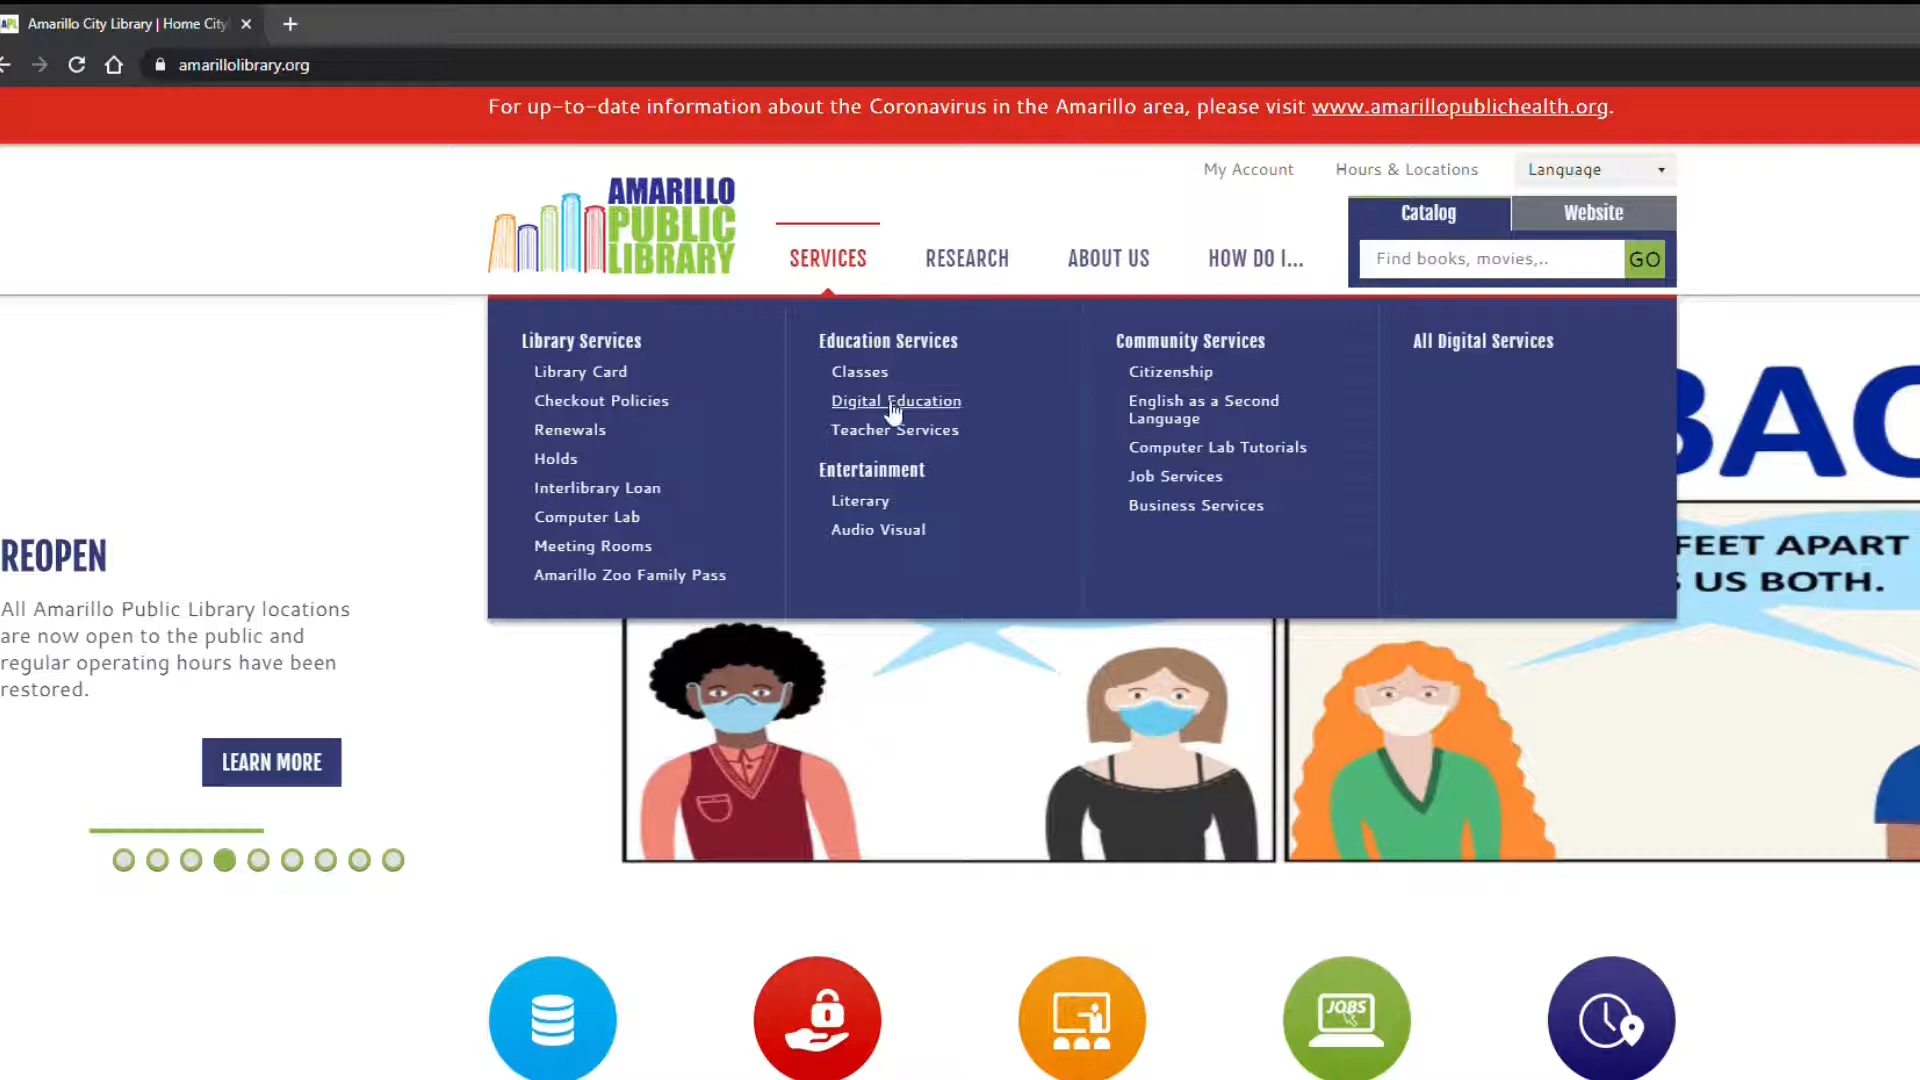 Amarillo City Library | Home City
amarillolibrary.org
For up-to-date information about the Coronavirus in the Amarillo area, please visit www.amarillopublichealth.org.
My Account
Hours & Locations
Language
AMARILLO
PUBLIC
LIBRARY
SERVICES
RESEARCH
ABOUT US
HOW DO I...
Catalog
Website
Find books, movies,..
GO
Library Services
Library Card
Checkout Policies
Renewals
Holds
Interlibrary Loan
Computer Lab
Meeting Rooms
Amarillo Zoo Family Pass
Education Services
Classes
Digital Education
Teacher Services
Entertainment
Literary
Audio Visual
Community Services
Citizenship
English as a Second
Language
Computer Lab Tutorials
Job Services
Business Services
All Digital Services
BAC
FEET APART
US BOTH.
REOPEN
All Amarillo Public Library locations
are now open to the public and
regular operating hours have been
restored.
LEARN MORE
JOBS